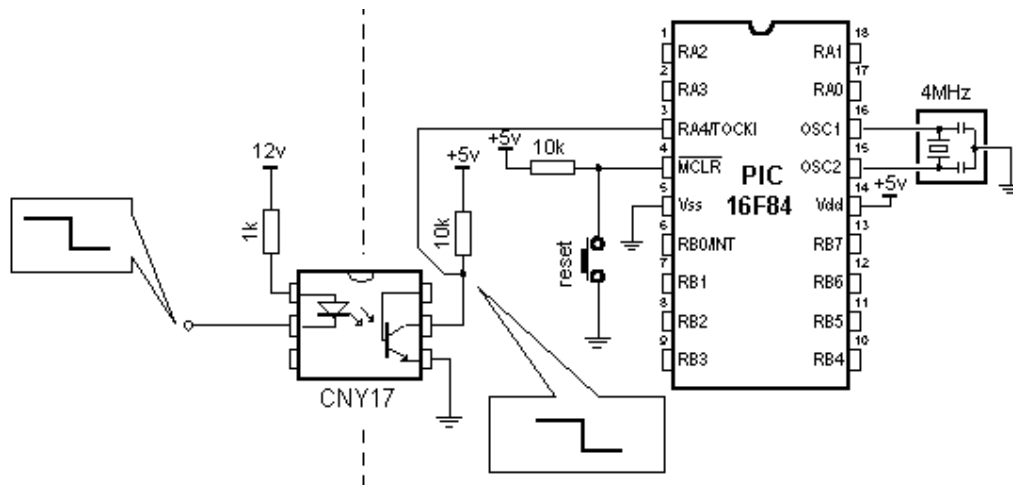 1
RA2
2
RA3
3
RA4/TOCKI
4
MCLR
5
Vss
6
RB0/INT
7
RB1
8
RB2
9
RB3
PIC
16F84
18
RA1
17
RA0
16
OSC1
15
OSC2
14
Vdd
13
RB7
12
RB6
11
RB5
10
RB4
4MHz
+5v
+5v
10k
reset
+5v
10k
12v
1k
CNY17